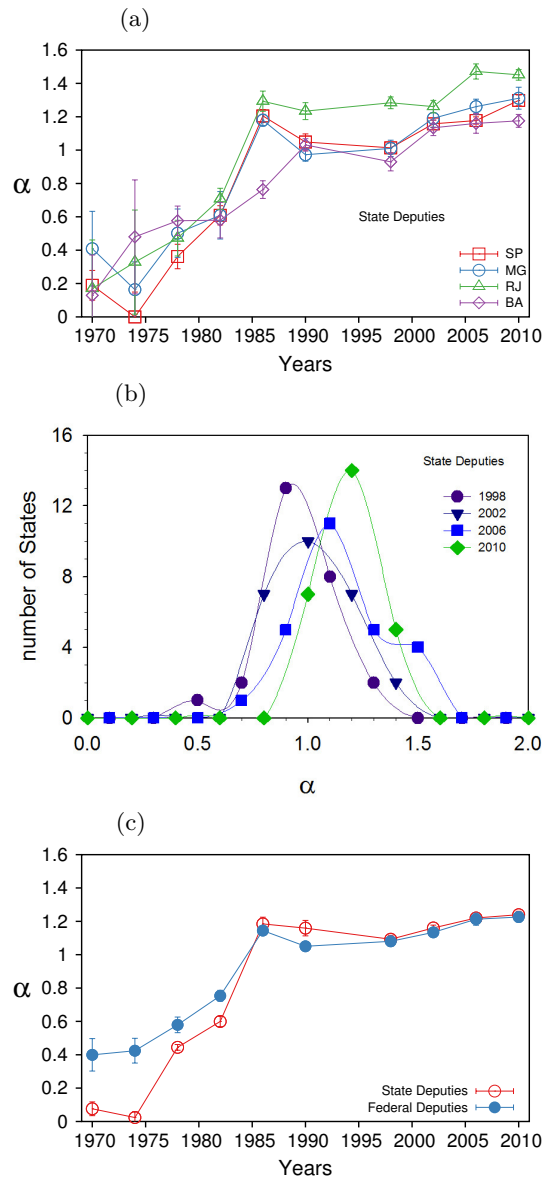 (a)
1.6
1.4
1.2
1
0.8
0.6
0.4
0.2
0
α
State Deputies
SP
MG
RJ
BA
1970 1975 1980 1985 1990 1995 2000 2005 2010
Years
(b)
16
12
8
4
0
number of States
State Deputies
1998
2002
2006
2010
0.0 0.5 1.0 1.5 2.0
α
(c)
1.6
1.4
1.2
1
0.8
0.6
0.4
0.2
0
α
State Deputies
Federal Deputies
1970 1975 1980 1985 1990 1995 2000 2005 2010
Years